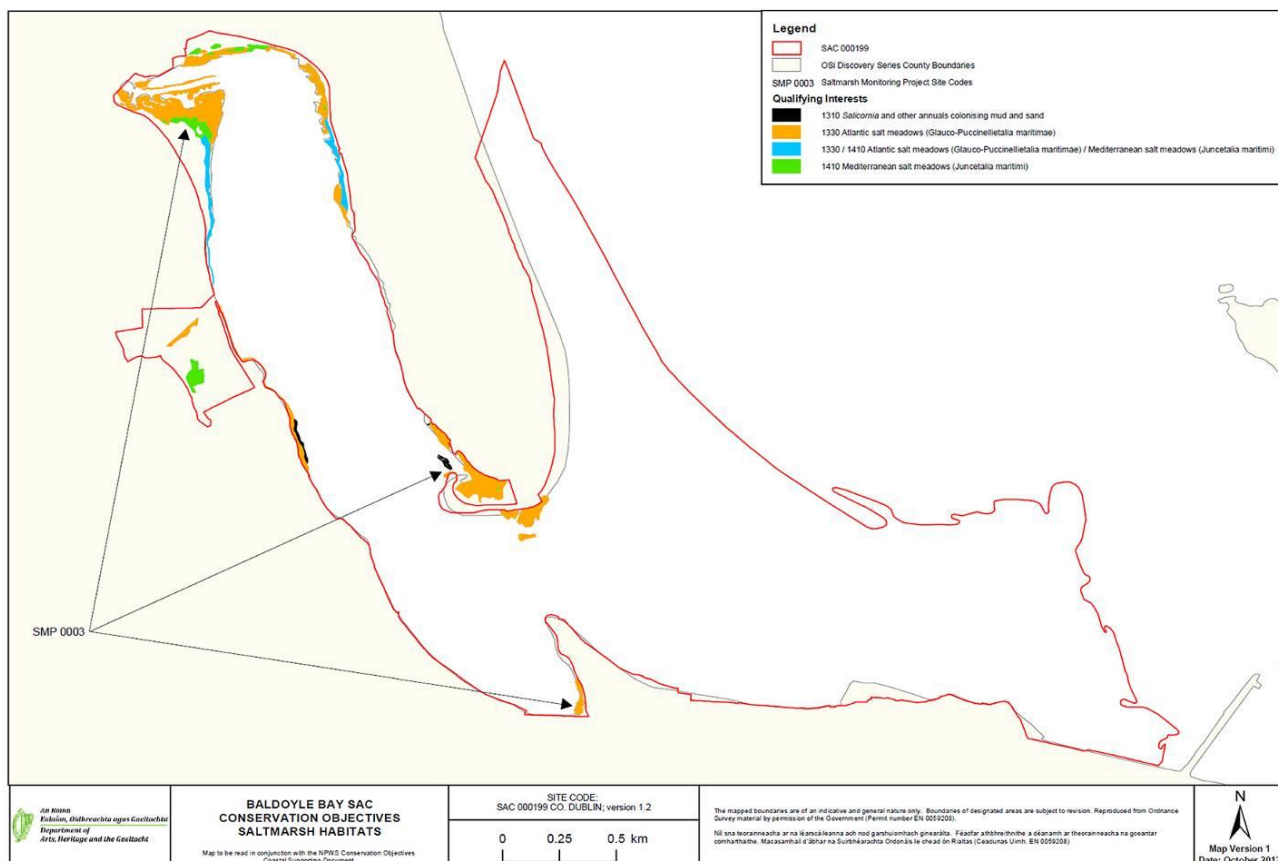 Legend
SAC 000199
OSi Discovery Series County Boundaries
SMP 0003 Saltmarsh Monitoring Project Site Codes
Qualifying Interests
1310 Salicornia and other annuals colonising mud and sand
1330 Atlantic salt meadows (Glauco-Puccinellietalia maritimae)
1330 / 1410 Atlantic salt meadows (Glauco-Puccinellietalia maritimae) / Mediterranean salt meadows (Juncetalia maritimi)
1410 Mediterranean salt meadows (Juncetalia maritimi)
SMP 0003
An Roinn
Ealaíon, Oidhreachta agus Gaeltachta
Department of
Arts, Heritage and the Gaeltacht
BALDOYLE BAY SAC
CONSERVATION OBJECTIVES
SALTMARSH HABITATS
Map to be read in conjunction with the NPWS Conservation Objectives
Coastal Supporting Document
SITE CODE:
SAC 000199 CO. DUBLIN; version 1.2
0 0.25 0.5 km
The mapped boundaries are of an indicative and general nature only. Boundaries of designated areas are subject to revision. Reproduced from Ordnance
Survey material by permission of the Government (Permit number EN 0059208).
Níl sna teorainneacha ar na léarscáileanna ach nod garshuiomhach ginearálta. Féadfar athbhreithnithe a déanamh ar theorainneacha na gceantar
comharthaithe. Macasamhail d'ábhar na Suirbhéarachta Ordonáis le chead ón Rialtas (Ceadunas Uimh. EN 0059208)
N
Map Version 1